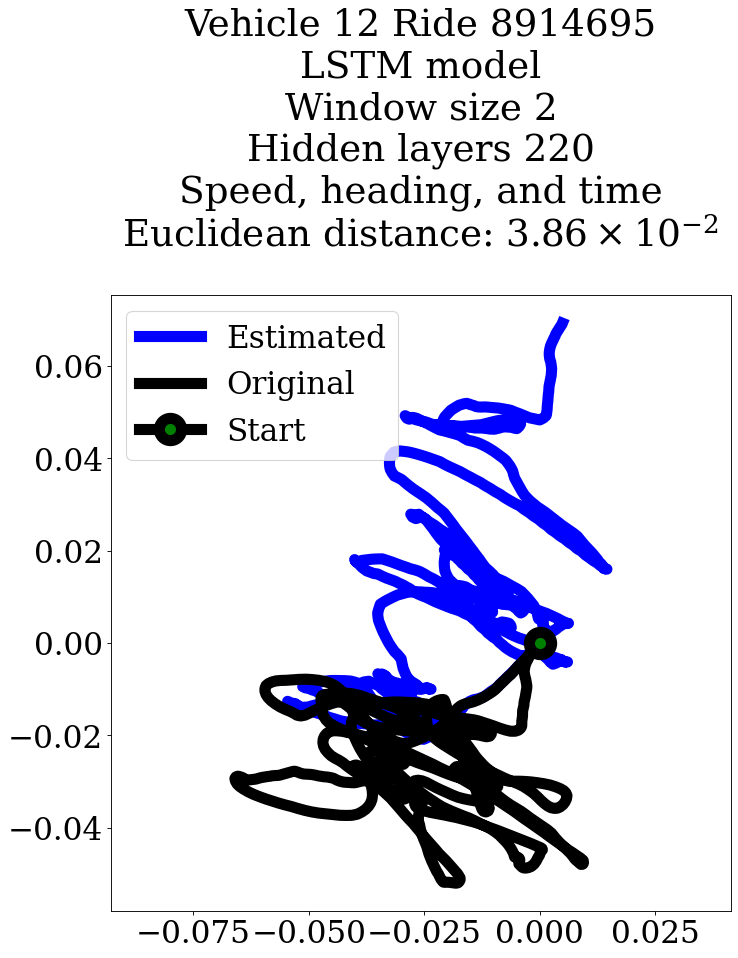 Vehicle 12 Ride 8914695
LSTM model
Window size 2
Hidden layers 220
Speed, heading, and time
Euclidean distance: 3.86 × 10⁻²
Estimated
Original
Start
0.06
0.04
0.02
0.00
−0.02
−0.04
−0.075 −0.050 −0.025 0.000 0.025